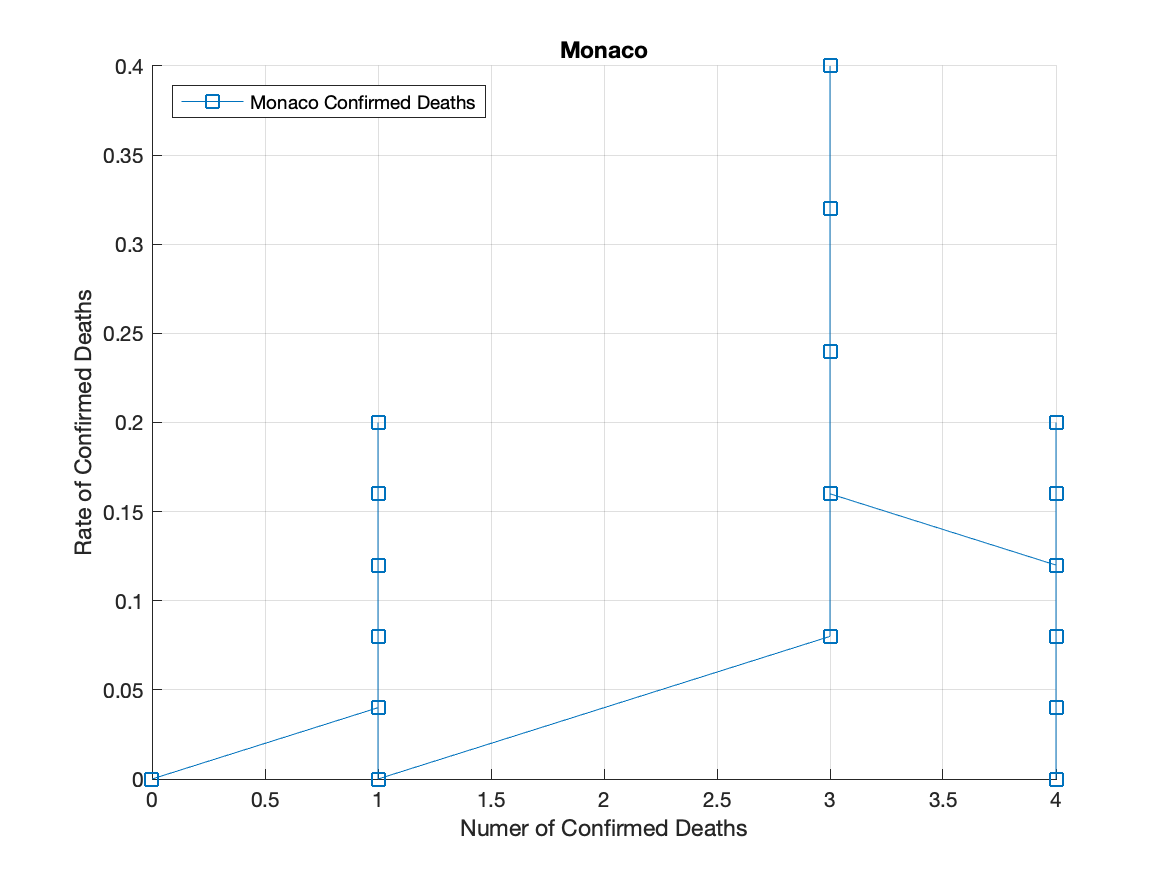 Monaco
Monaco Confirmed Deaths
0.4
0.35
0.3
0.25
0.2
0.15
0.1
0.05
0
Rate of Confirmed Deaths
0 0.5 1 1.5 2 2.5 3 3.5 4
Numer of Confirmed Deaths